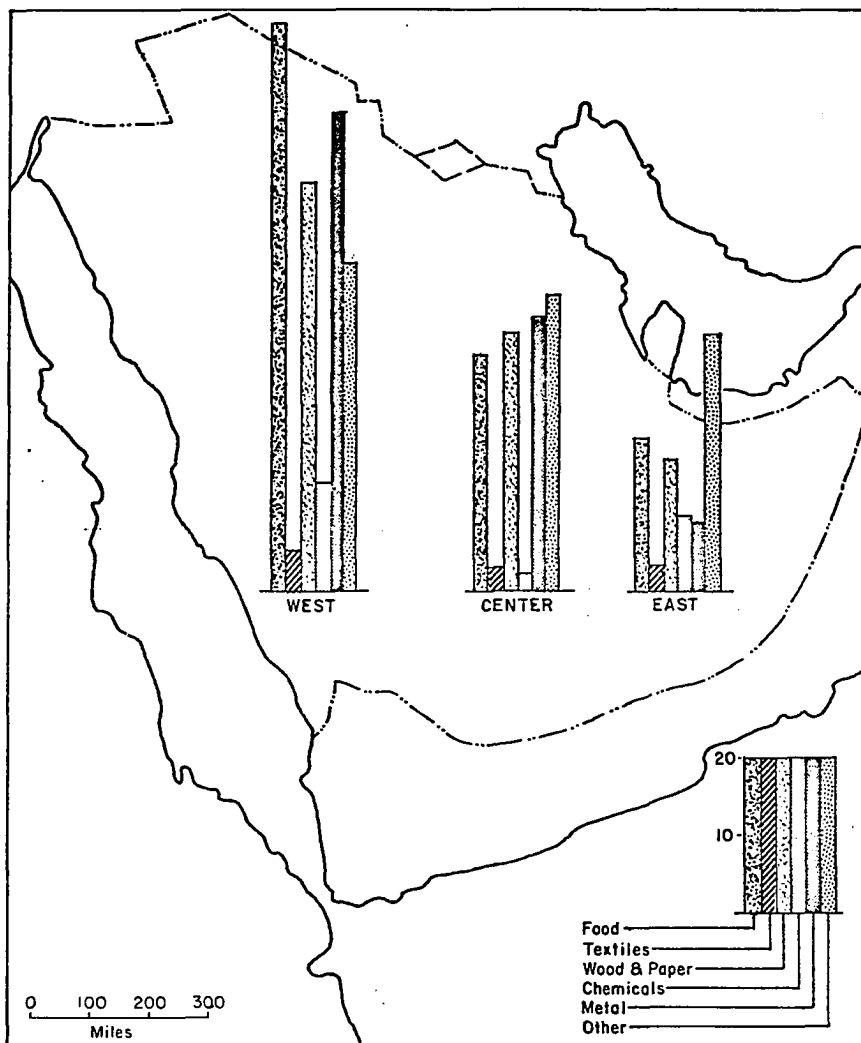 WEST
CENTER
EAST
20
10
Food
Textiles
Wood & Paper
Chemicals
Metal
Other
0 100 200 300
Miles